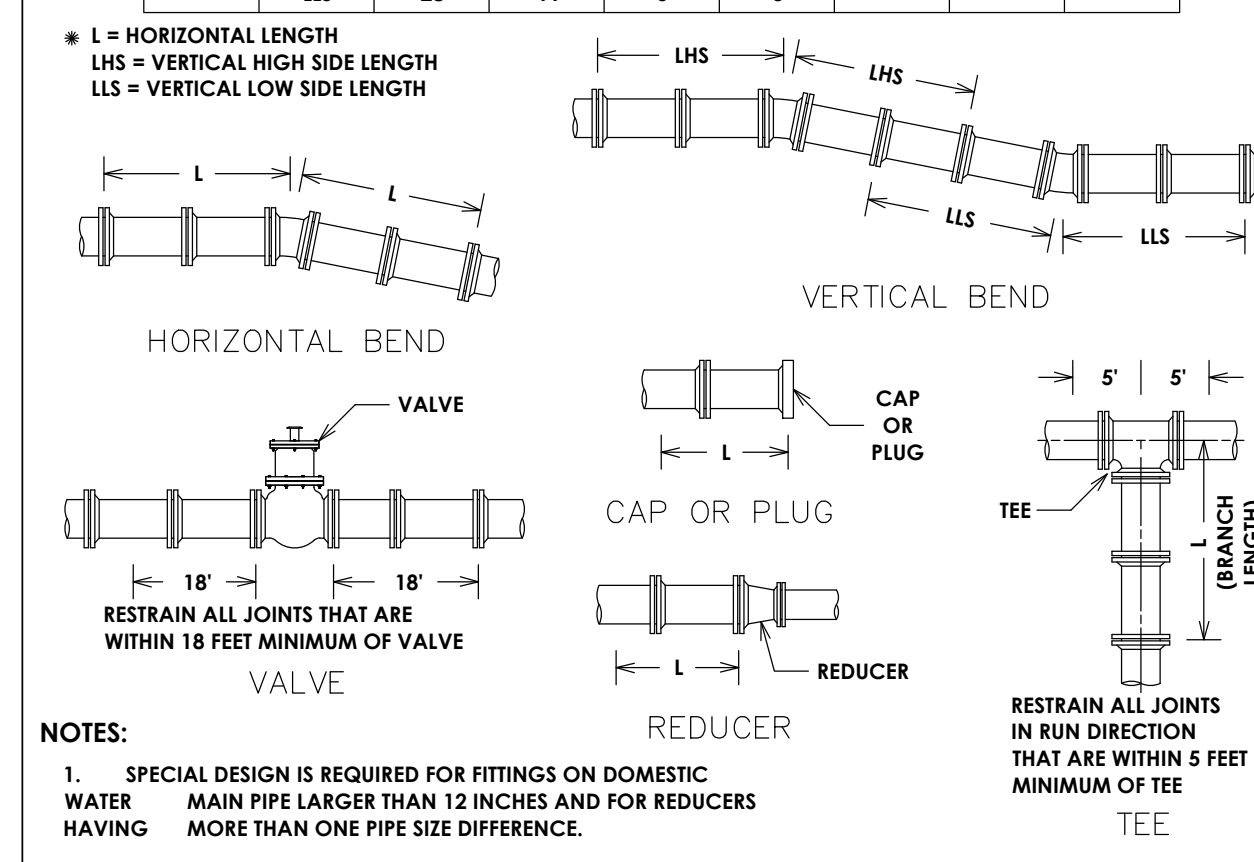 ✳ L = HORIZONTAL LENGTH
LHS = VERTICAL HIGH SIDE LENGTH
LLS = VERTICAL LOW SIDE LENGTH
LHS
LHS
LLS
LLS
VERTICAL BEND
L
L
HORIZONTAL BEND
VALVE
18'
18'
RESTRAIN ALL JOINTS THAT ARE
WITHIN 18 FEET MINIMUM OF VALVE
VALVE
CAP
OR
PLUG
L
CAP OR PLUG
L
REDUCER
REDUCER
5'
5'
TEE
L
(BRANCH
LENGTH)
RESTRAIN ALL JOINTS
IN RUN DIRECTION
THAT ARE WITHIN 5 FEET
MINIMUM OF TEE
TEE
NOTES:
1. SPECIAL DESIGN IS REQUIRED FOR FITTINGS ON DOMESTIC
WATER MAIN PIPE LARGER THAN 12 INCHES AND FOR REDUCERS
HAVING MORE THAN ONE PIPE SIZE DIFFERENCE.